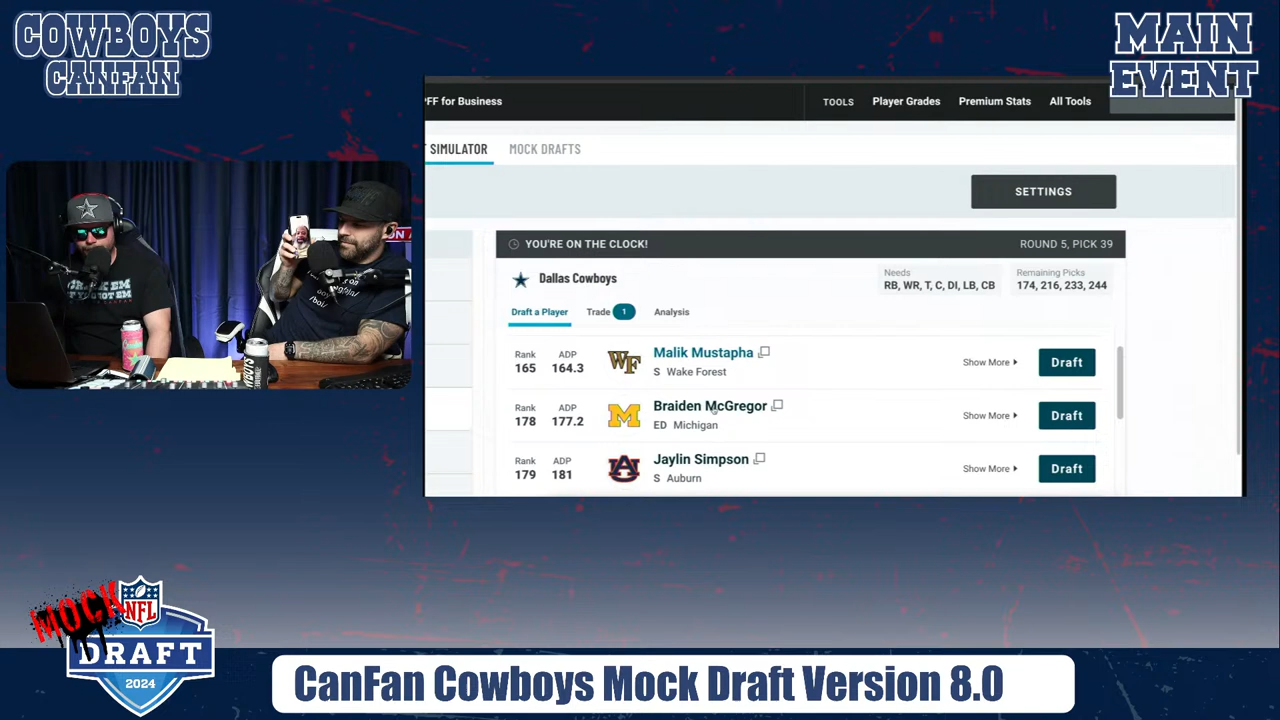 COWBOYS
CANFAN
MAIN
EVENT
PFF for Business
TOOLS Player Grades Premium Stats All Tools
SIMULATOR MOCK DRAFTS
SETTINGS
YOU'RE ON THE CLOCK! ROUND 5, PICK 39
Dallas Cowboys
Needs
RB, WR, T, C, DI, LB, CB
Remaining Picks
174, 216, 233, 244
Draft a Player Trade 1 Analysis
Rank ADP
165 164.3
WF
Malik Mustapha
S Wake Forest
Show More Draft
Rank ADP
178 177.2
M
Braiden McGregor
ED Michigan
Show More Draft
Rank ADP
179 181
AU
Jaylin Simpson
S Auburn
Show More Draft
MOCK
NFL
DRAFT
2024
CanFan Cowboys Mock Draft Version 8.0